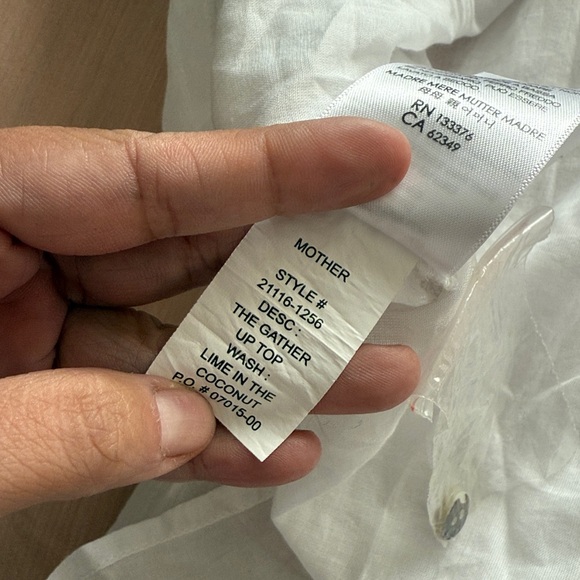 MADRE MERE MUTTER MADRE
RN 133376
CA 62349
MOTHER
STYLE #
21116-1256
DESC :
THE GATHER
UP TOP
WASH :
LIME IN THE
COCONUT
P.O. # 07015-00